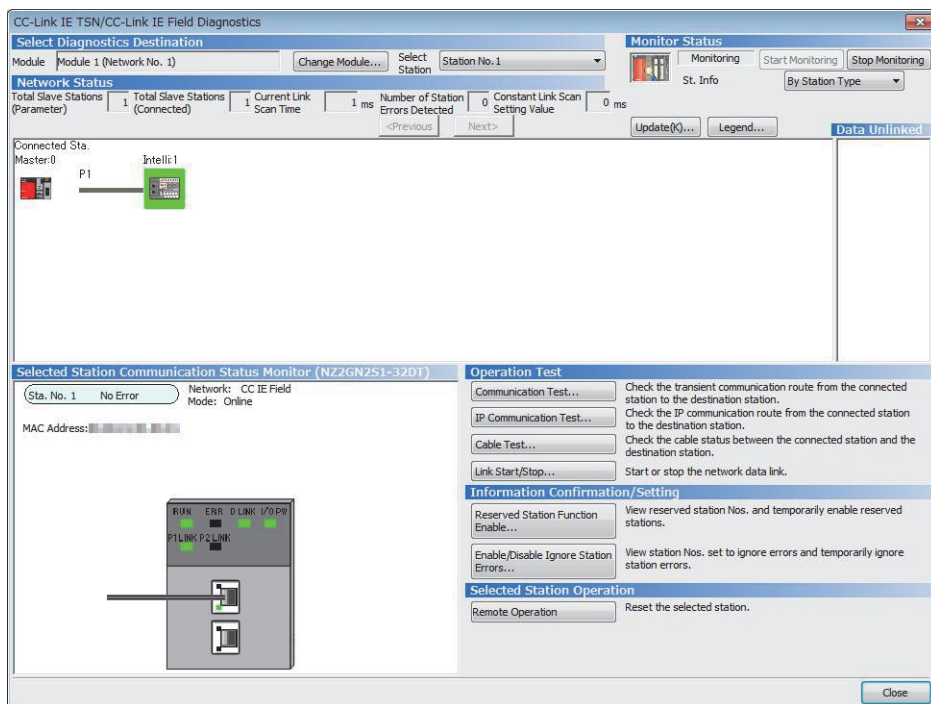 CC-Link IE TSN/CC-Link IE Field Diagnostics
Select Diagnostics Destination
Monitor Status
Module Module 1 (Network No. 1) Change Module... Select Station Station No.1
Monitoring Start Monitoring Stop Monitoring
St. Info By Station Type
Network Status
Total Slave Stations (Parameter) 1 Total Slave Stations (Connected) 1 Current Link Scan Time 1 ms Number of Station Errors Detected 0 Constant Link Scan Setting Value 0 ms
<Previous Next>
Update(K)... Legend...
Data Unlinked
Connected Sta.
Master:0 Intelli:1
P1
Selected Station Communication Status Monitor (NZ2GN2S1-32DT)
Sta. No. 1 No Error
Network: CC IE Field
Mode: Online
MAC Address:
RUN ERR D LINK I/O PW
P1 LINK P2 LINK
Operation Test
Communication Test...
Check the transient communication route from the connected
station to the destination station.
IP Communication Test...
Check the IP communication route from the connected station
to the destination station.
Cable Test...
Check the cable status between the connected station and the
destination station.
Link Start/Stop...
Start or stop the network data link.
Information Confirmation/Setting
Reserved Station Function
Enable...
View reserved station Nos. and temporarily enable reserved
stations.
Enable/Disable Ignore Station
Errors...
View station Nos. set to ignore errors and temporarily ignore
station errors.
Selected Station Operation
Remote Operation
Reset the selected station.
Close